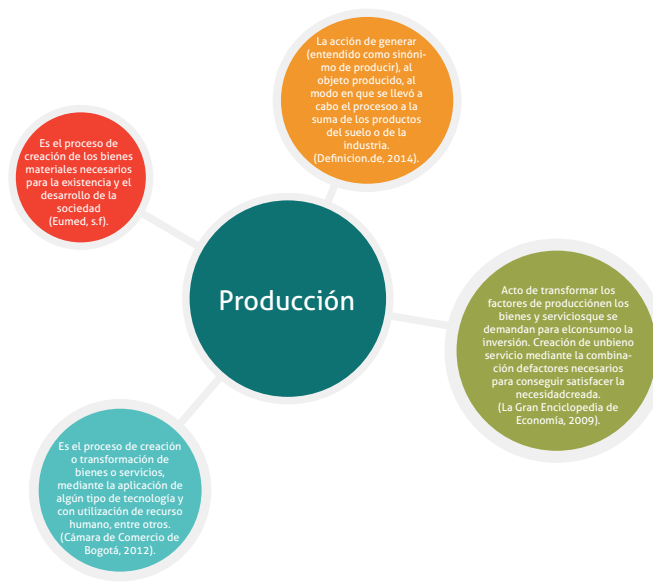 La acción de generar
(entendido como sinóni-
mo de producir), al
objeto producido, al
modo en que se llevó a
cabo el procesoo a la
suma de los productos
del suelo o de la
industria.
(Definicion.de, 2014).
Es el proceso de
creación de los bienes
materiales necesarios
para la existencia y el
desarrollo de la
sociedad
(Eumed, s.f).
Producción
Acto de transformar los
factores de produciónen los
bienes y serviciosque se
demandan para elconsumoo la
inversión. Creación de unbieno
servicio mediante la combina-
ción defactores necesarios
para conseguir satisfacer la
necesidadcreada.
(La Gran Enciclopedia de
Economía, 2009).
Es el proceso de creación
o transformación de
bienes o servicios,
mediante la aplicación de
algún tipo de tecnología y
con utilización de recurso
humano, entre otros.
(Cámara de Comercio de
Bogotá, 2012).